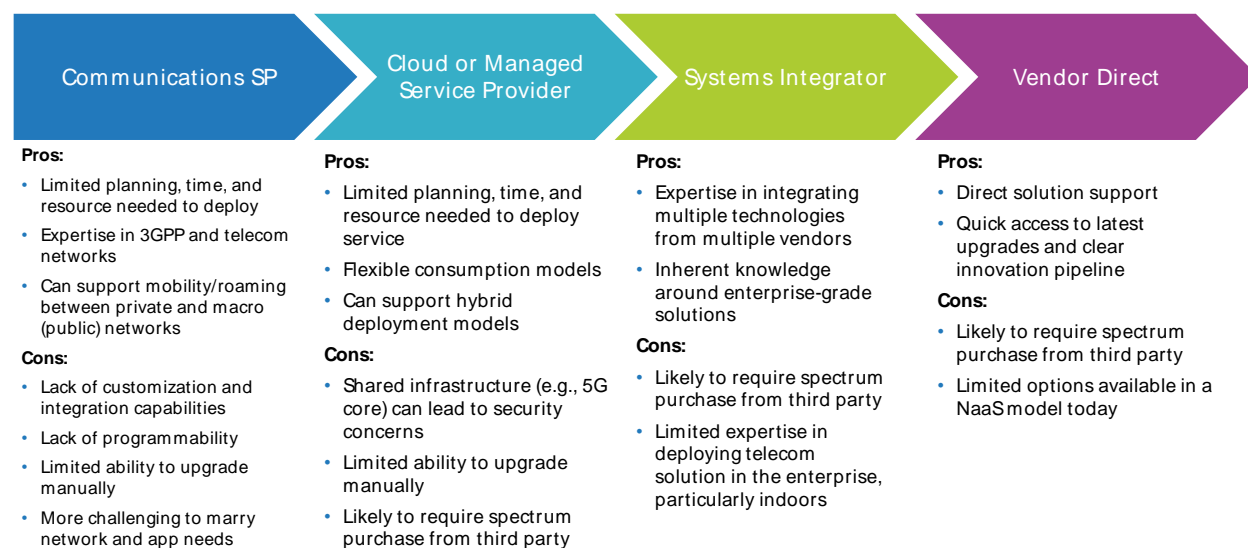 Communications SP
Pros:
• Limited planning, time, and
resource needed to deploy
• Expertise in 3GPP and telecom
networks
• Can support mobility/roaming
between private and macro
(public) networks
Cons:
• Lack of customization and
integration capabilities
• Lack of programmability
• Limited ability to upgrade
manually
• More challenging to marry
network and app needs
Cloud or Managed
Service Provider
Pros:
• Limited planning, time, and
resource needed to deploy
service
• Flexible consumption models
• Can support hybrid
deployment models
Cons:
• Shared infrastructure (e.g., 5G
core) can lead to security
concerns
• Limited ability to upgrade
manually
• Likely to require spectrum
purchase from third party
Systems Integrator
Pros:
• Expertise in integrating
multiple technologies
from multiple vendors
• Inherent knowledge
around enterprise-grade
solutions
Cons:
• Likely to require spectrum
purchase from third party
• Limited expertise in
deploying telecom
solution in the enterprise,
particularly indoors
Vendor Direct
Pros:
• Direct solution support
• Quick access to latest
upgrades and clear
innovation pipeline
Cons:
• Likely to require spectrum
purchase from third party
• Limited options available in a
NaaS model today